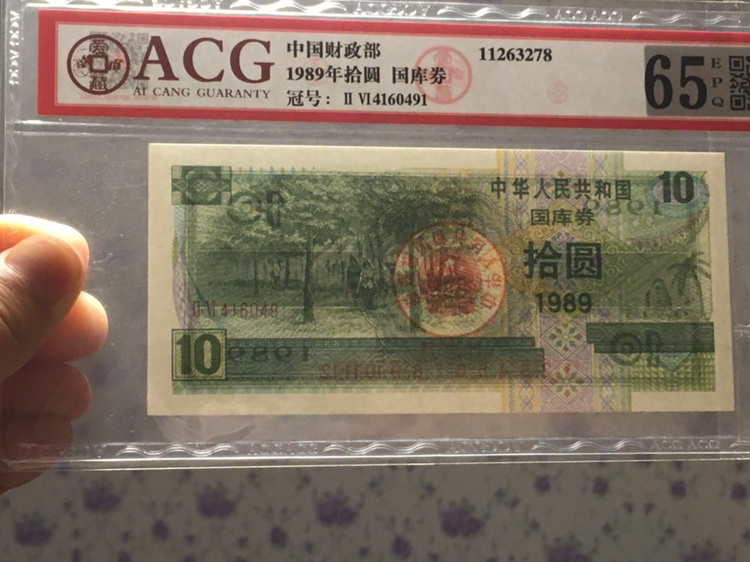 ACG
AI CANG GUARANTY
中国财政部
1989年拾圆 国库券
冠号: II VI4160491
11263278
65
EPQ
中华人民共和国
国库券
拾圆
1989
10
10
ACG ACG